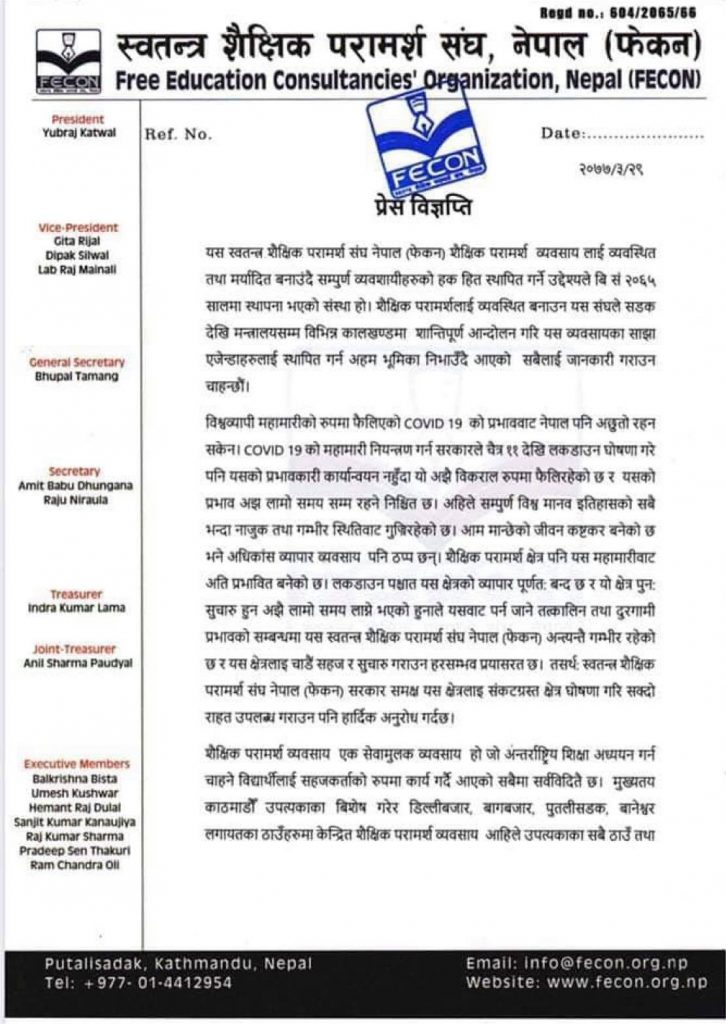 Regd no.: 604/2065/66
स्वतन्त्र शैक्षिक परामर्श संघ, नेपाल (फेकन)
Free Education Consultancies' Organization, Nepal (FECON)
FECON
President
Yubraj Katwal
Vice-President
Gita Rijal
Dipak Silwal
Lab Raj Mainali
General Secretary
Bhupal Tamang
Secretary
Amit Babu Dhungana
Raju Niraula
Treasurer
Indra Kumar Lama
Joint-Treasurer
Anil Sharma Paudyal
Executive Members
Balkrishna Bista
Umesh Kushwar
Hemant Raj Dulal
Sanjit Kumar Kanaujiya
Raj Kumar Sharma
Pradeep Sen Thakuri
Ram Chandra Oli
Ref. No.
Date:......................
२०७७/३/२९
FECON
प्रेस विज्ञप्ति
यस स्वतन्त्र शैक्षिक परामर्श संघ नेपाल (फेकन) शैक्षिक परामर्श व्यवसाय लाई व्यवस्थित
तथा मर्यादित बनाउंदै सम्पुर्ण व्यवशायीहरुको हक हित स्थापित गर्ने उद्देश्यले बि सं २०६५
सालमा स्थापना भएको संस्था हो। शैक्षिक परामर्शलाई व्यवस्थित बनाउन यस संघले सडक
देखि मन्त्रालयसम्म विभिन्न कालखण्डमा शान्तिपूर्ण आन्दोलन गरि यस व्यवसायका साझा
एजेन्डाहरुलाई स्थापित गर्न अहम भूमिका निभाउँदै आएको सबैलाई जानकारी गराउन
चाहन्छौं।
विश्वव्यापी महामारीको रुपमा फैलिएको COVID 19 को प्रभाववाट नेपाल पनि अछुतो रहन
सकेन। COVID 19 को महामारी नियन्त्रण गर्न सरकारले चैत्र ११ देखि लकडाउन घोषणा गरे
पनि यसको प्रभावकारी कार्यान्वयन नहुँदा यो अझै विकराल रुपमा फैलिरहेको छ र यसको
प्रभाव अझ लामो समय सम्म रहने निश्चित छ। अहिले सम्पुर्ण विश्व मानव इतिहासको सबै
भन्दा नाजुक तथा गम्भीर स्थितिवाट गुज्रिरहेको छ। आम मान्छेको जीवन कष्टकर बनेको छ
भने अधिकांस व्यापार व्यवसाय पनि ठप्प छन्। शैक्षिक परामर्श क्षेत्र पनि यस महामारीवाट
अति प्रभावित बनेको छ। लकडाउन पश्चात यस क्षेत्रको व्यापार पूर्णत: बन्द छ र यो क्षेत्र पुन:
सुचारु हुन अझै लामो समय लाग्ने भएको हुनाले यसवाट पर्न जाने तत्कालिन तथा दुरगामी
प्रभावको सम्बन्धमा यस स्वतन्त्र शैक्षिक परामर्श संघ नेपाल (फेकन) अन्त्यन्तै गम्भीर रहेको
छ र यस क्षेत्रलाइ चाडैं सहज र सुचारु गराउन हरसम्भव प्रयासरत छ। तसर्थ: स्वतन्त्र शैक्षिक
परामर्श संघ नेपाल (फेकन) सरकार समक्ष यस क्षेत्रलाइ संकटग्रस्त क्षेत्र घोषणा गरि सक्दो
राहत उपलब्ध गराउन पनि हार्दिक अनुरोध गर्दछ।
शैक्षिक परामर्श व्यवसाय एक सेवामुलक व्यवसाय हो जो अन्तर्राष्ट्रिय शिक्षा अध्ययन गर्न
चाहने विद्यार्थीलाई सहजकर्ताको रुपमा कार्य गर्दै आएको सबैमा सर्वविदितै छ। मुख्यतय
काठमाडौँ उपत्यकाका बिशेष गरेर डिल्लीबजार, बागबजार, पुतलीसडक, बानेश्वर
लगायतका ठाउँहरुमा केन्द्रित शैक्षिक परामर्श व्यवसाय आहिले उपत्यकाका सबै ठाउँ तथा
Putalisadak, Kathmandu, Nepal
Tel: +977- 01-4412954
Email: info@fecon.org.np
Website: www.fecon.org.np